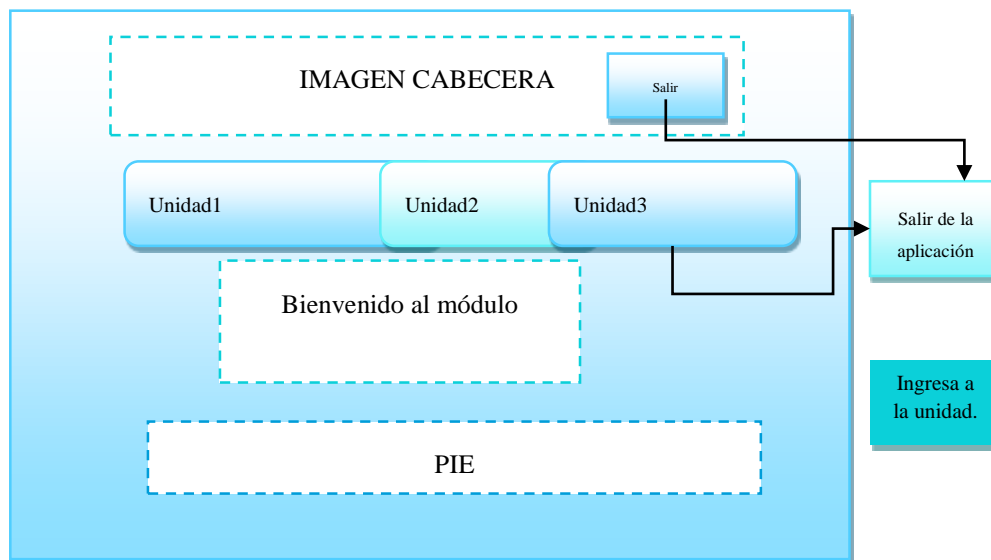 IMAGEN CABECERA
Salir
Unidad1
Unidad2
Unidad3
Salir de la
aplicación
Bienvenido al módulo
Ingresa a
la unidad.
PIE